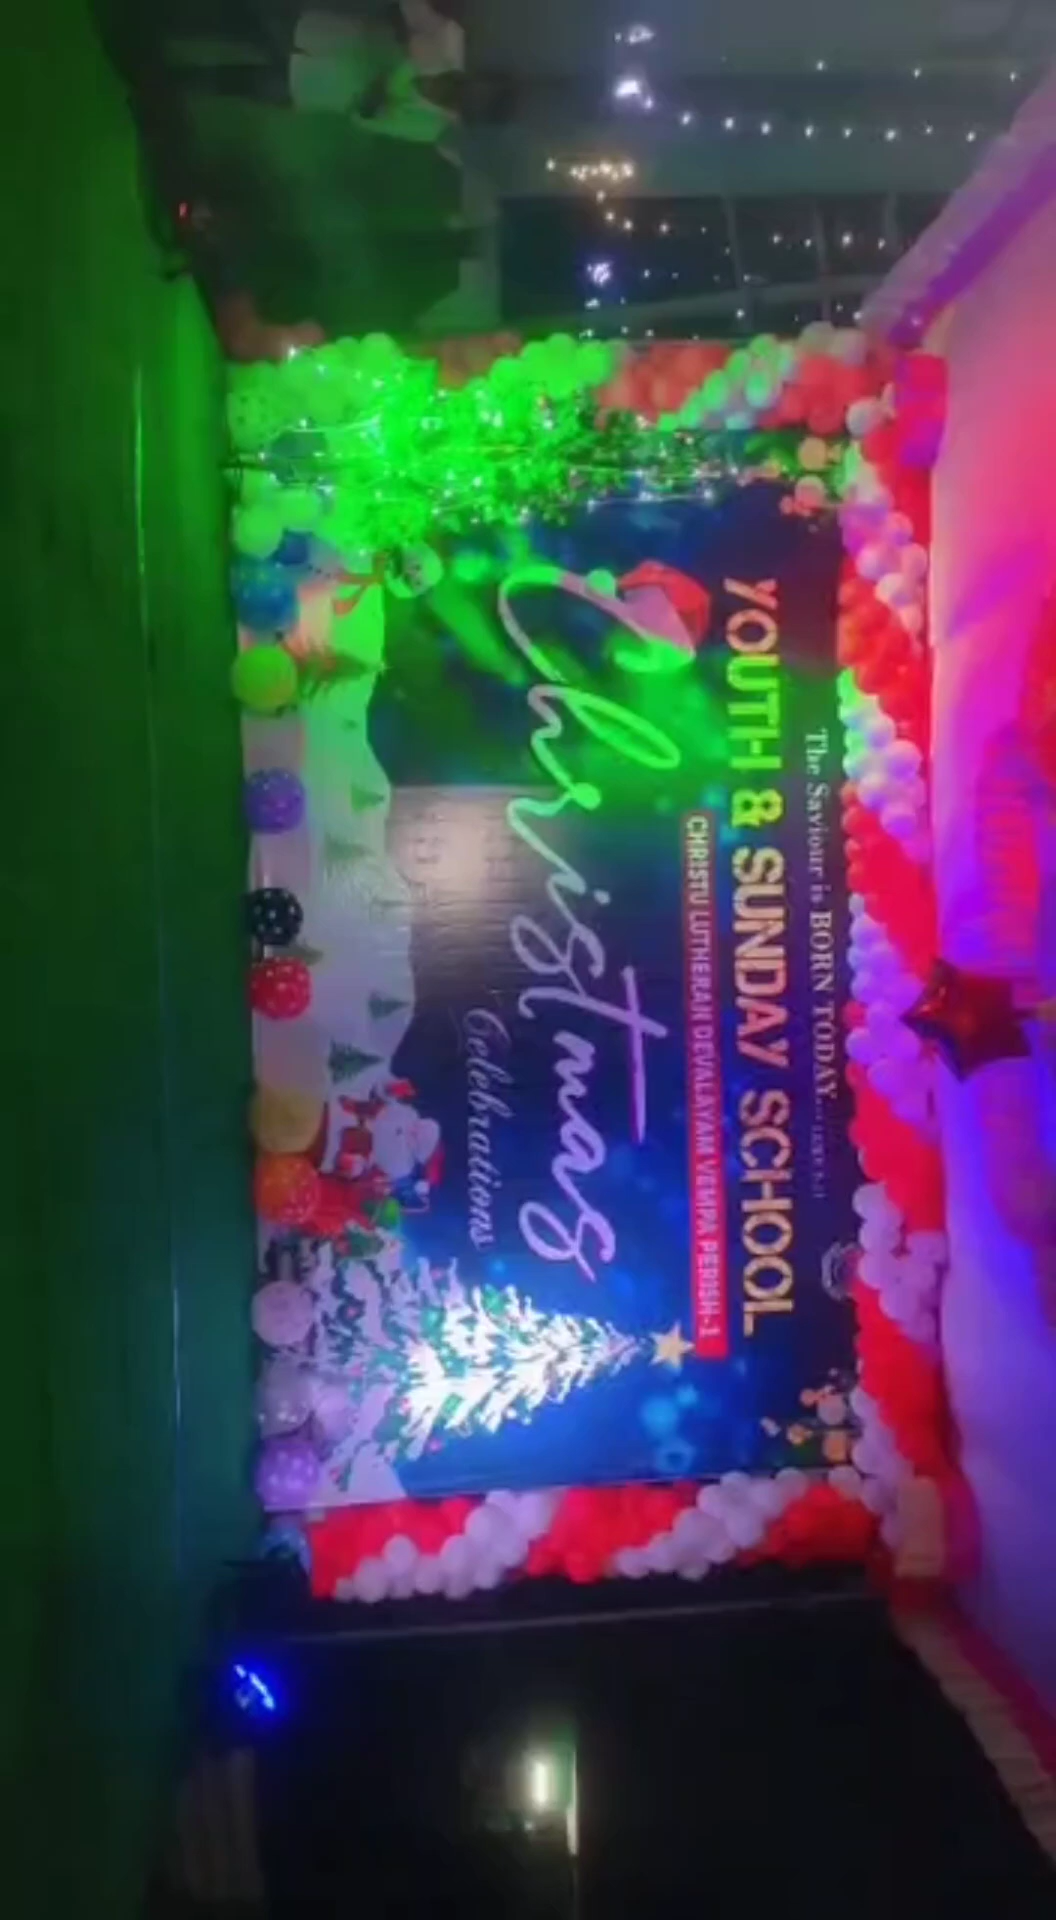 The Saviour is BORN TODAY...
YOUTH & SUNDAY SCHOOL
CHRISTU LUTHERAN DEVALAYAM VEMPA PERISH-1
Christmas
Celebrations